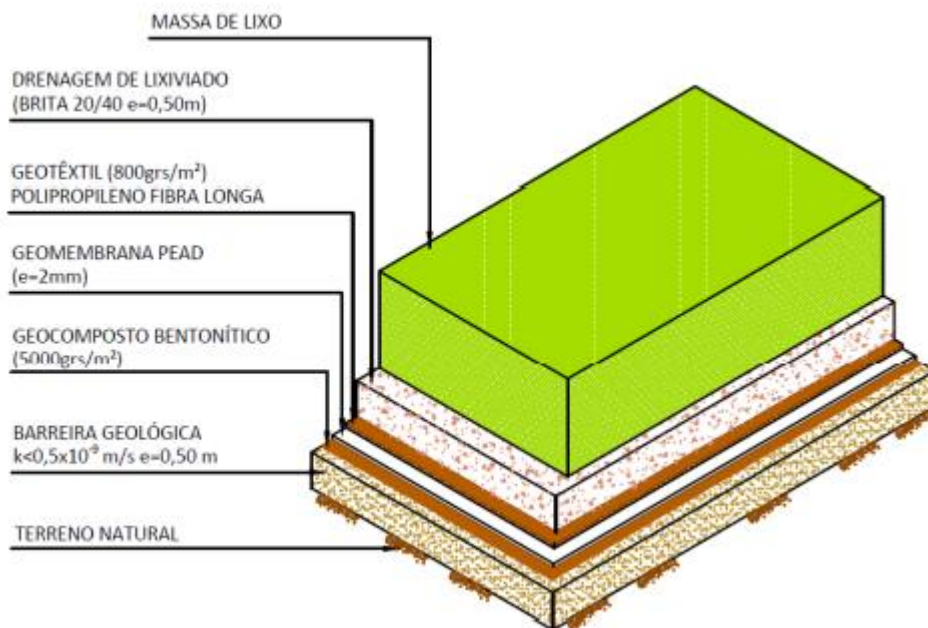 MASSA DE LIXO
DRENAGEM DE LIXIVIADO
(BRITA 20/40 e=0,50m)
GEOTÊXTIL (800grs/m²)
POLIPROPILENO FIBRA LONGA
GEOMEMBRANA PEAD
(e=2mm)
GEOCOMPOSTO BENTONÍTICO
(5000grs/m²)
BARREIRA GEOLÓGICA
k<0,5x10⁻⁹ m/s e=0,50 m
TERRENO NATURAL